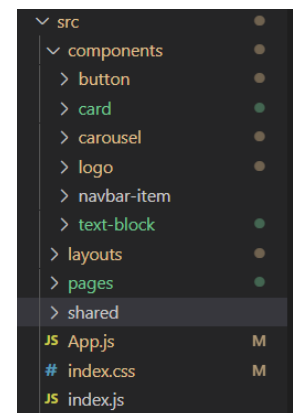 src
components
button
card
carousel
logo
navbar-item
text-block
layouts
pages
shared
JS App.js M
# index.css M
JS index.js